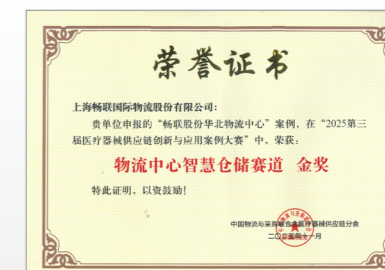 荣誉证书
上海畅联国际物流股份有限公司：
贵单位申报的“畅联股份华北物流中心”案例，在“2025第三
届医疗器械供应链创新与应用案例大赛”中，荣获：
物流中心智慧仓储赛道 金奖
特此证明，以资鼓励！
中国物流与采购联合会医疗器械供应链分会
二〇二五年十一月